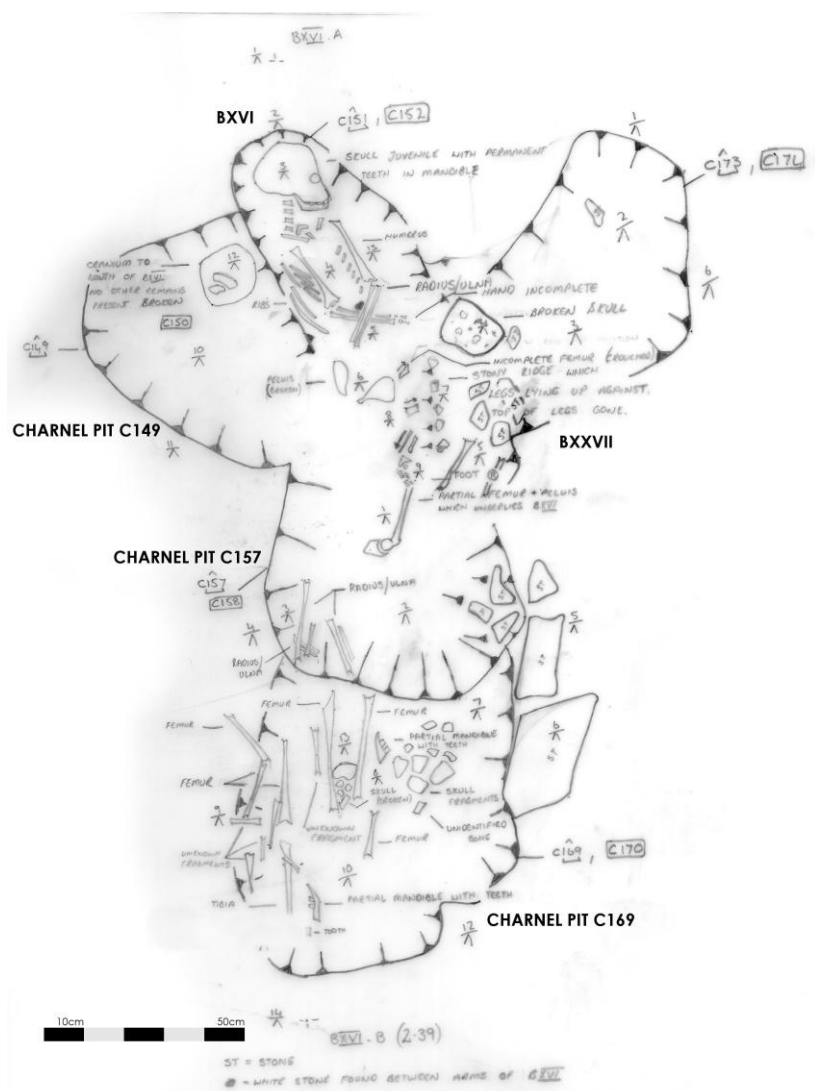 BXVI.A
BXVI
C151, C152
SKULL JUVENILE WITH PERMANENT
TEETH IN MANDIBLE
C173, C172
CRANIUM TO
NORTH OF BXVI
NO OTHER REMAINS
PRESENT. BROKEN
C150
C149
HUMERUS
RADIUS/ULNA
HAND INCOMPLETE
BROKEN SKULL
RIBS
INCOMPLETE FEMUR (CROUCHED)
STONY RIDGE WHICH
LEGS LYING UP AGAINST.
TOP OF LEGS GONE.
PELVIS
(BROKEN)
CHARNEL PIT C149
BXXVII
FOOT
PARTIAL FEMUR + PELVIS
WHICH UNDERLIES BXVI
CHARNEL PIT C157
C157
C158
RADIUS/ULNA
RADIUS/
ULNA
FEMUR
FEMUR
FEMUR
PARTIAL MANDIBLE
WITH TEETH
FEMUR
SKULL
(BROKEN)
SKULL
FRAGMENTS
UNKNOWN
FRAGMENT
FEMUR
UNIDENTIFIED
BONE
UNKNOWN
FRAGMENTS
C169, C170
TIBIA
PARTIAL MANDIBLE WITH TEETH
TOOTH
CHARNEL PIT C169
10cm 50cm
BXVI.B (2.39)
ST = STONE
- WHITE STONE FOUND BETWEEN ARMS OF BXVI